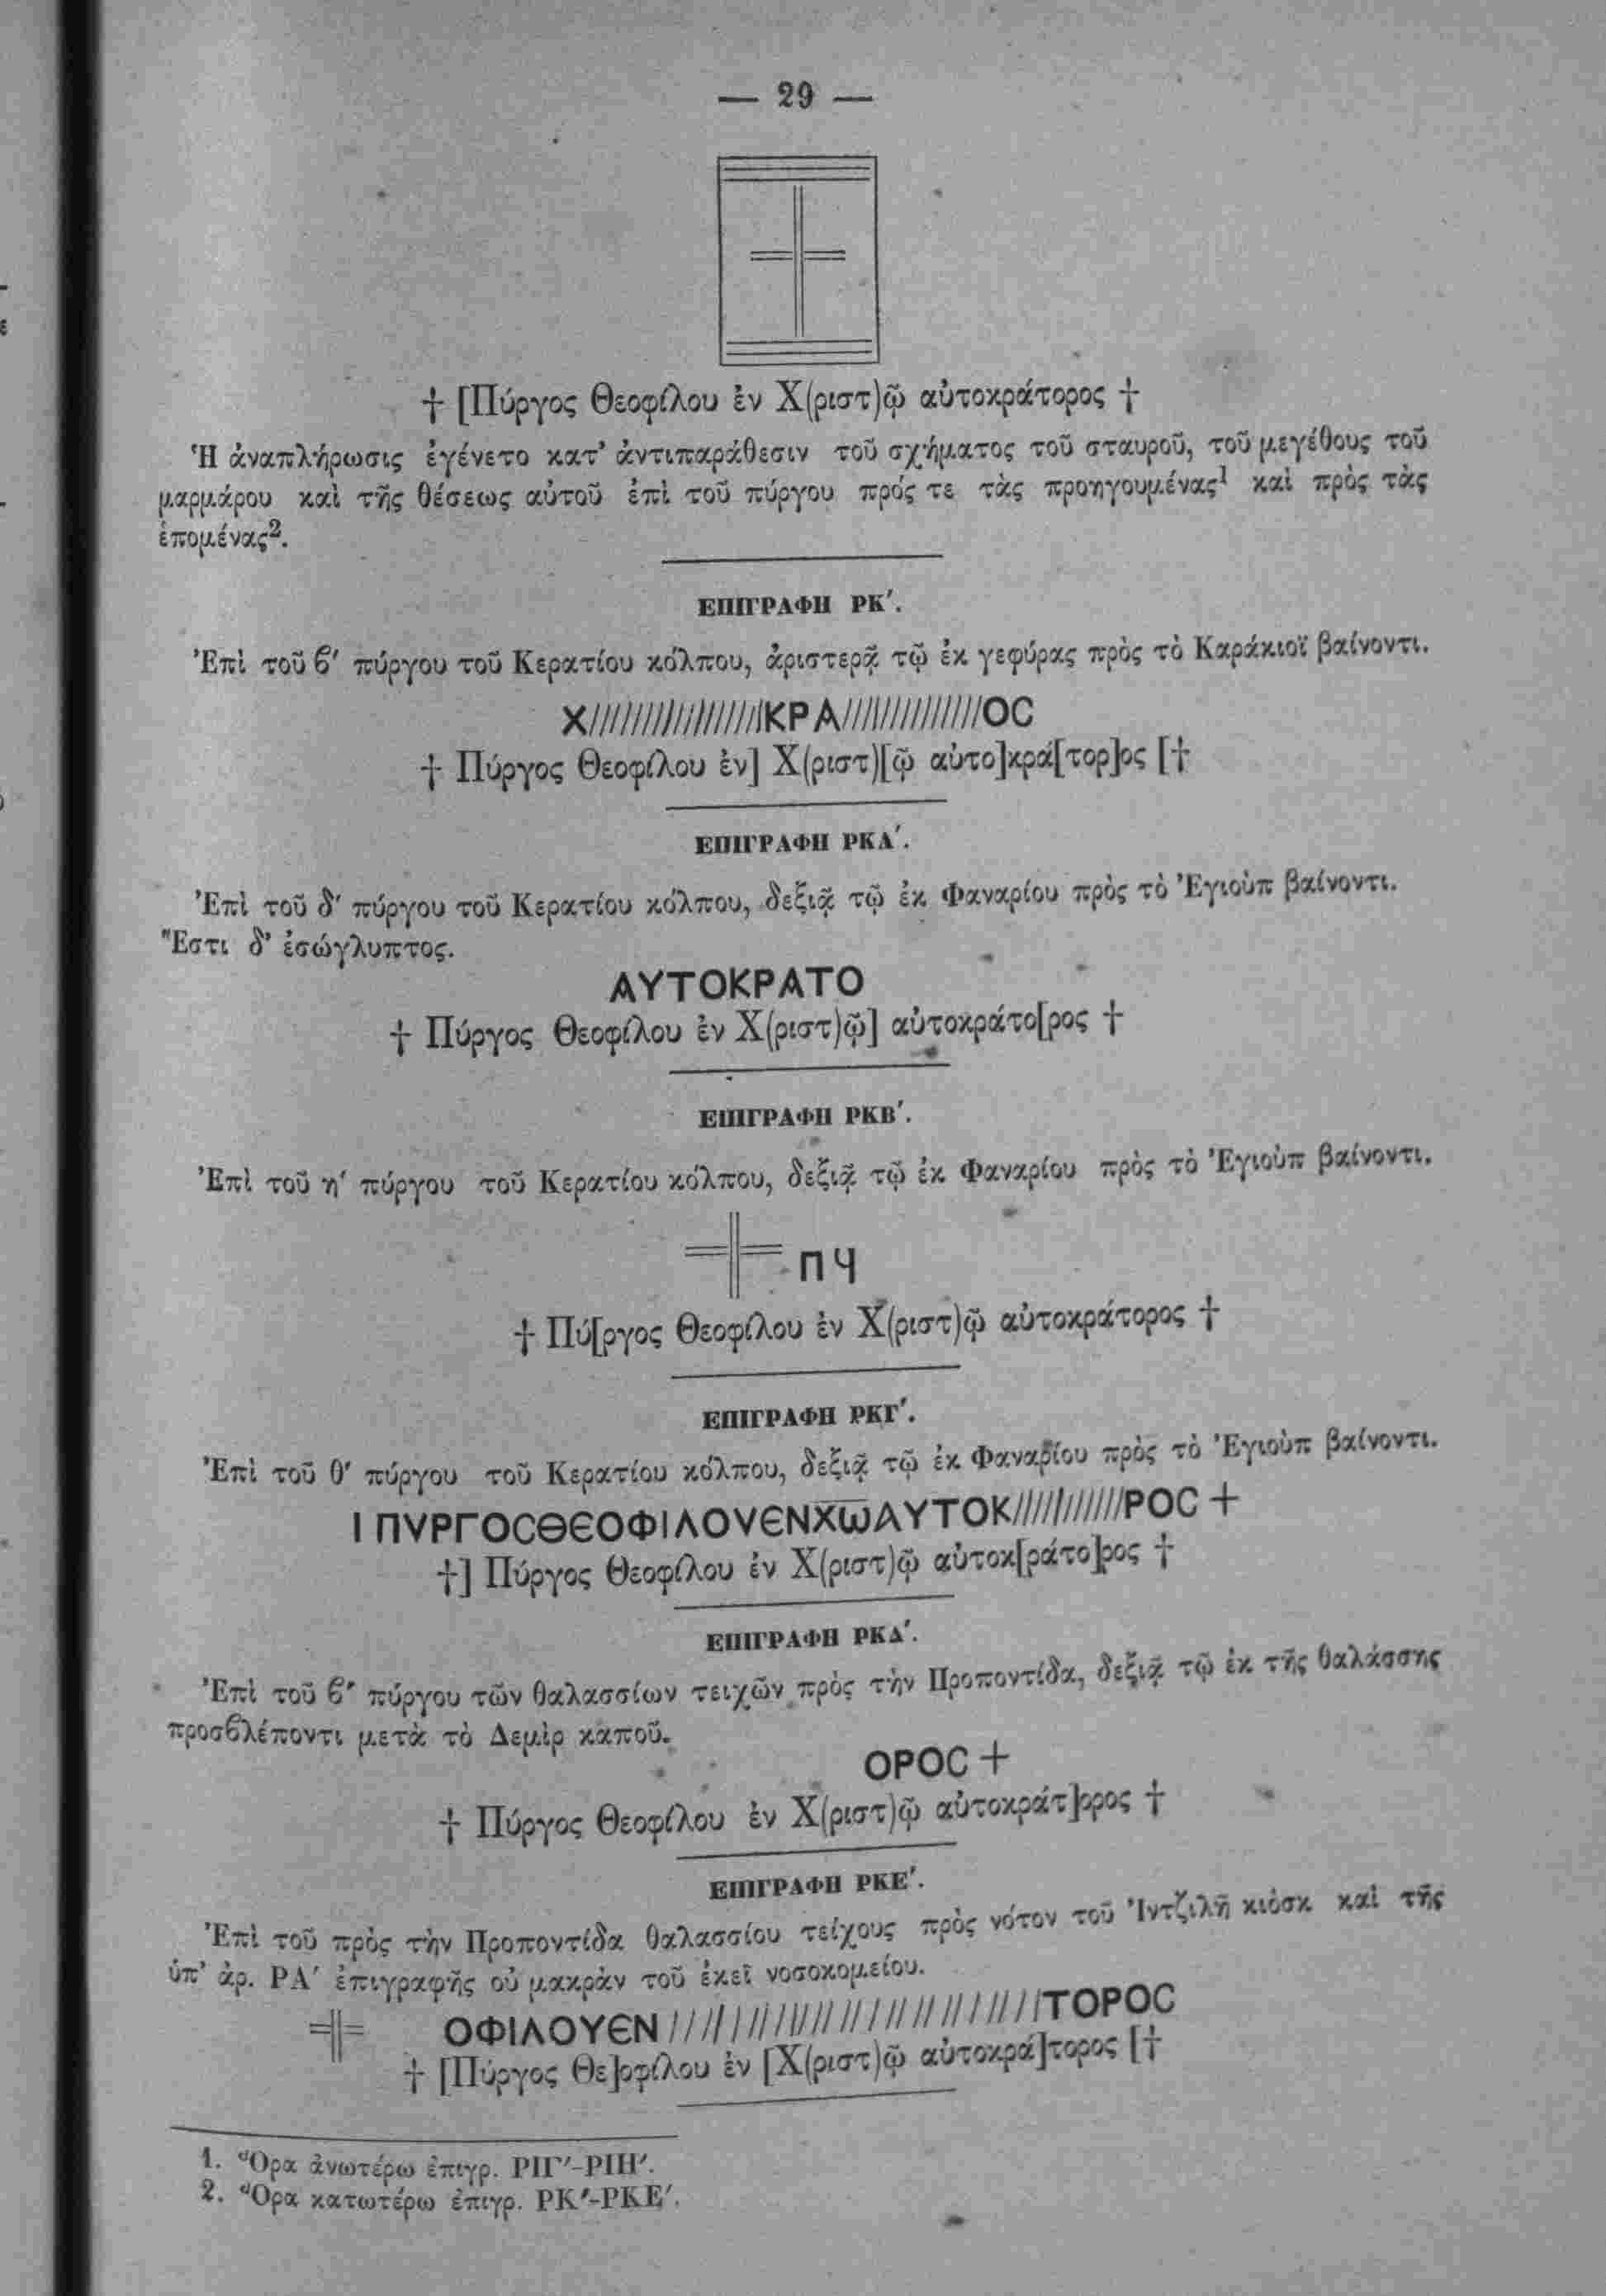 — 29 —
† [Πύργος Θεοφίλου ἐν Χ(ριστ)ῷ αὐτοκράτορος †
Ἡ ἀναπλήρωσις ἐγένετο κατ’ ἀντιπαράθεσιν τοῦ σχήματος τοῦ σταυροῦ, τοῦ μεγέθους τοῦ
μαρμάρου καὶ τῆς θέσεως αὐτοῦ ἐπὶ τοῦ πύργου πρός τε τὰς προηγουμένας¹ καὶ πρὸς τὰς
ἑπομένας².
ΕΠΙΓΡΑΦΗ ΡΚ′.
Ἐπὶ τοῦ ϐ′ πύργου τοῦ Κερατίου κόλπου, ἀριστερᾷ τῷ ἐκ γεφύρας πρὸς τὸ Καράκιοϊ βαίνοντι.
Χ//////////////////ΚΡΑ///////////////ΟC
† Πύργος Θεοφίλου ἐν] Χ(ριστ)[ῷ αὐτο]κρά[τορ]ος [†
ΕΠΙΓΡΑΦΗ ΡΚΑ′.
Ἐπὶ τοῦ δ′ πύργου τοῦ Κερατίου κόλπου, δεξιᾷ τῷ ἐκ Φαναρίου πρὸς τὸ Ἐγιοὺπ βαίνοντι.
Ἔστι δ’ ἐσώγλυπτος.
ΑΥΤΟΚΡΑΤΟ
† Πύργος Θεοφίλου ἐν Χ(ριστ)ῷ] αὐτοκράτο[ρος †
ΕΠΙΓΡΑΦΗ ΡΚΒ′.
Ἐπὶ τοῦ η′ πύργου τοῦ Κερατίου κόλπου, δεξιᾷ τῷ ἐκ Φαναρίου πρὸς τὸ Ἐγιοὺπ βαίνοντι.
ΠЧ
† Πύ[ργος Θεοφίλου ἐν Χ(ριστ)ῷ αὐτοκράτορος †
ΕΠΙΓΡΑΦΗ ΡΚΓ′.
Ἐπὶ τοῦ θ′ πύργου τοῦ Κερατίου κόλπου, δεξιᾷ τῷ ἐκ Φαναρίου πρὸς τὸ Ἐγιοὺπ βαίνοντι.
Ι ΠVΡΓΟCΘЄΟΦΙΛΟVЄΝΧ̅ω̅ΑΥΤΟΚ////////////ΡΟC +
†] Πύργος Θεοφίλου ἐν Χ(ριστ)ῷ αὐτοκ[ράτο]ρος †
ΕΠΙΓΡΑΦΗ ΡΚΔ′.
Ἐπὶ τοῦ ϐ′ πύργου τῶν θαλασσίων τειχῶν πρὸς τὴν Προποντίδα, δεξιᾷ τῷ ἐκ τῆς θαλάσσης
προσϐλέποντι μετὰ τὸ Δεμὶρ καποῦ.
ΟΡΟC +
† Πύργος Θεοφίλου ἐν Χ(ριστ)ῷ αὐτοκράτ]ορος †
ΕΠΙΓΡΑΦΗ ΡΚΕ′.
Ἐπὶ τοῦ πρὸς τὴν Προποντίδα θαλασσίου τείχους πρὸς νότον τοῦ Ἰντζιλῆ κιὸσκ καὶ τῆς
ὑπ’ ἀρ. ΡΑ′ ἐπιγραφῆς οὐ μακρὰν τοῦ ἐκεῖ νοσοκομείου.
ΟΦΙΛΟΥЄΝ //////////////////////////////ΤΟΡΟC
† [Πύργος Θε]οφίλου ἐν [Χ(ριστ)ῷ αὐτοκρά]τορος [†
1. Ὅρα ἀνωτέρω ἐπιγρ. ΡΙΓ′-ΡΙΗ′.
2. Ὅρα κατωτέρω ἐπιγρ. ΡΚ′-ΡΚΕ′.